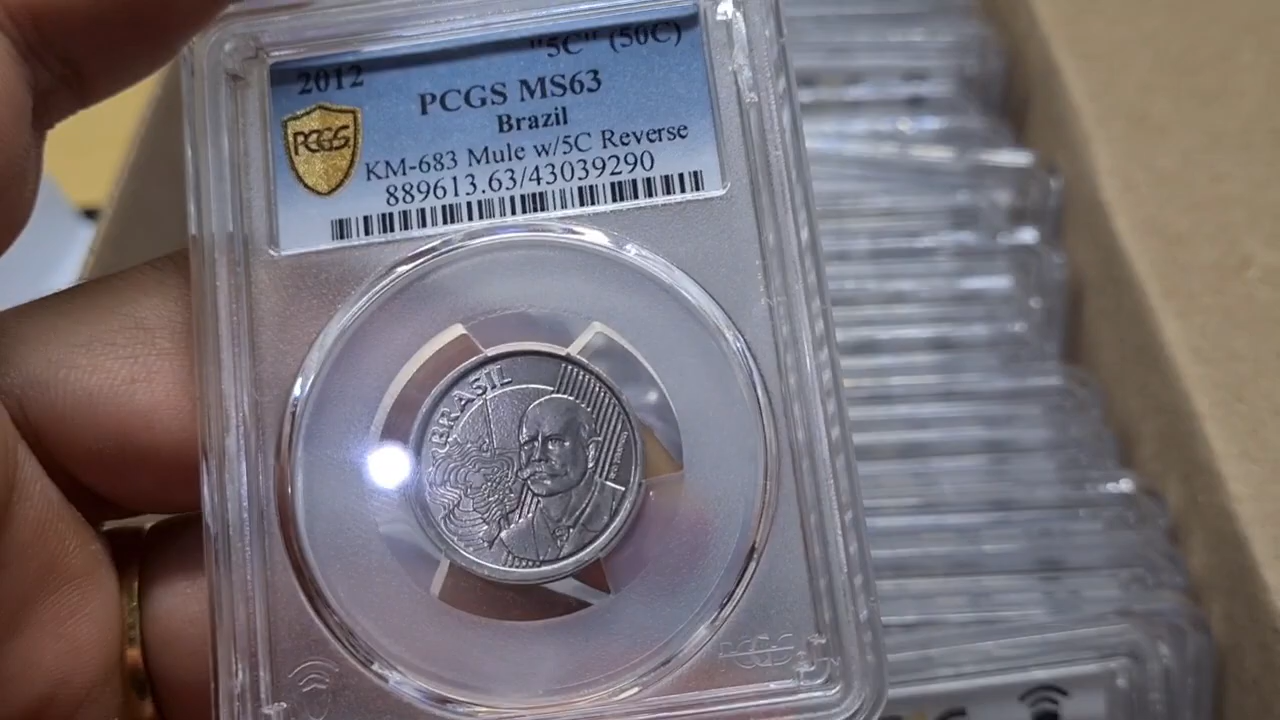 2012 "5C" (50C)
PCGS MS63
PCGS
Brazil
KM-683 Mule w/5C Reverse
889613.63/43039290
BRASIL
PCGS